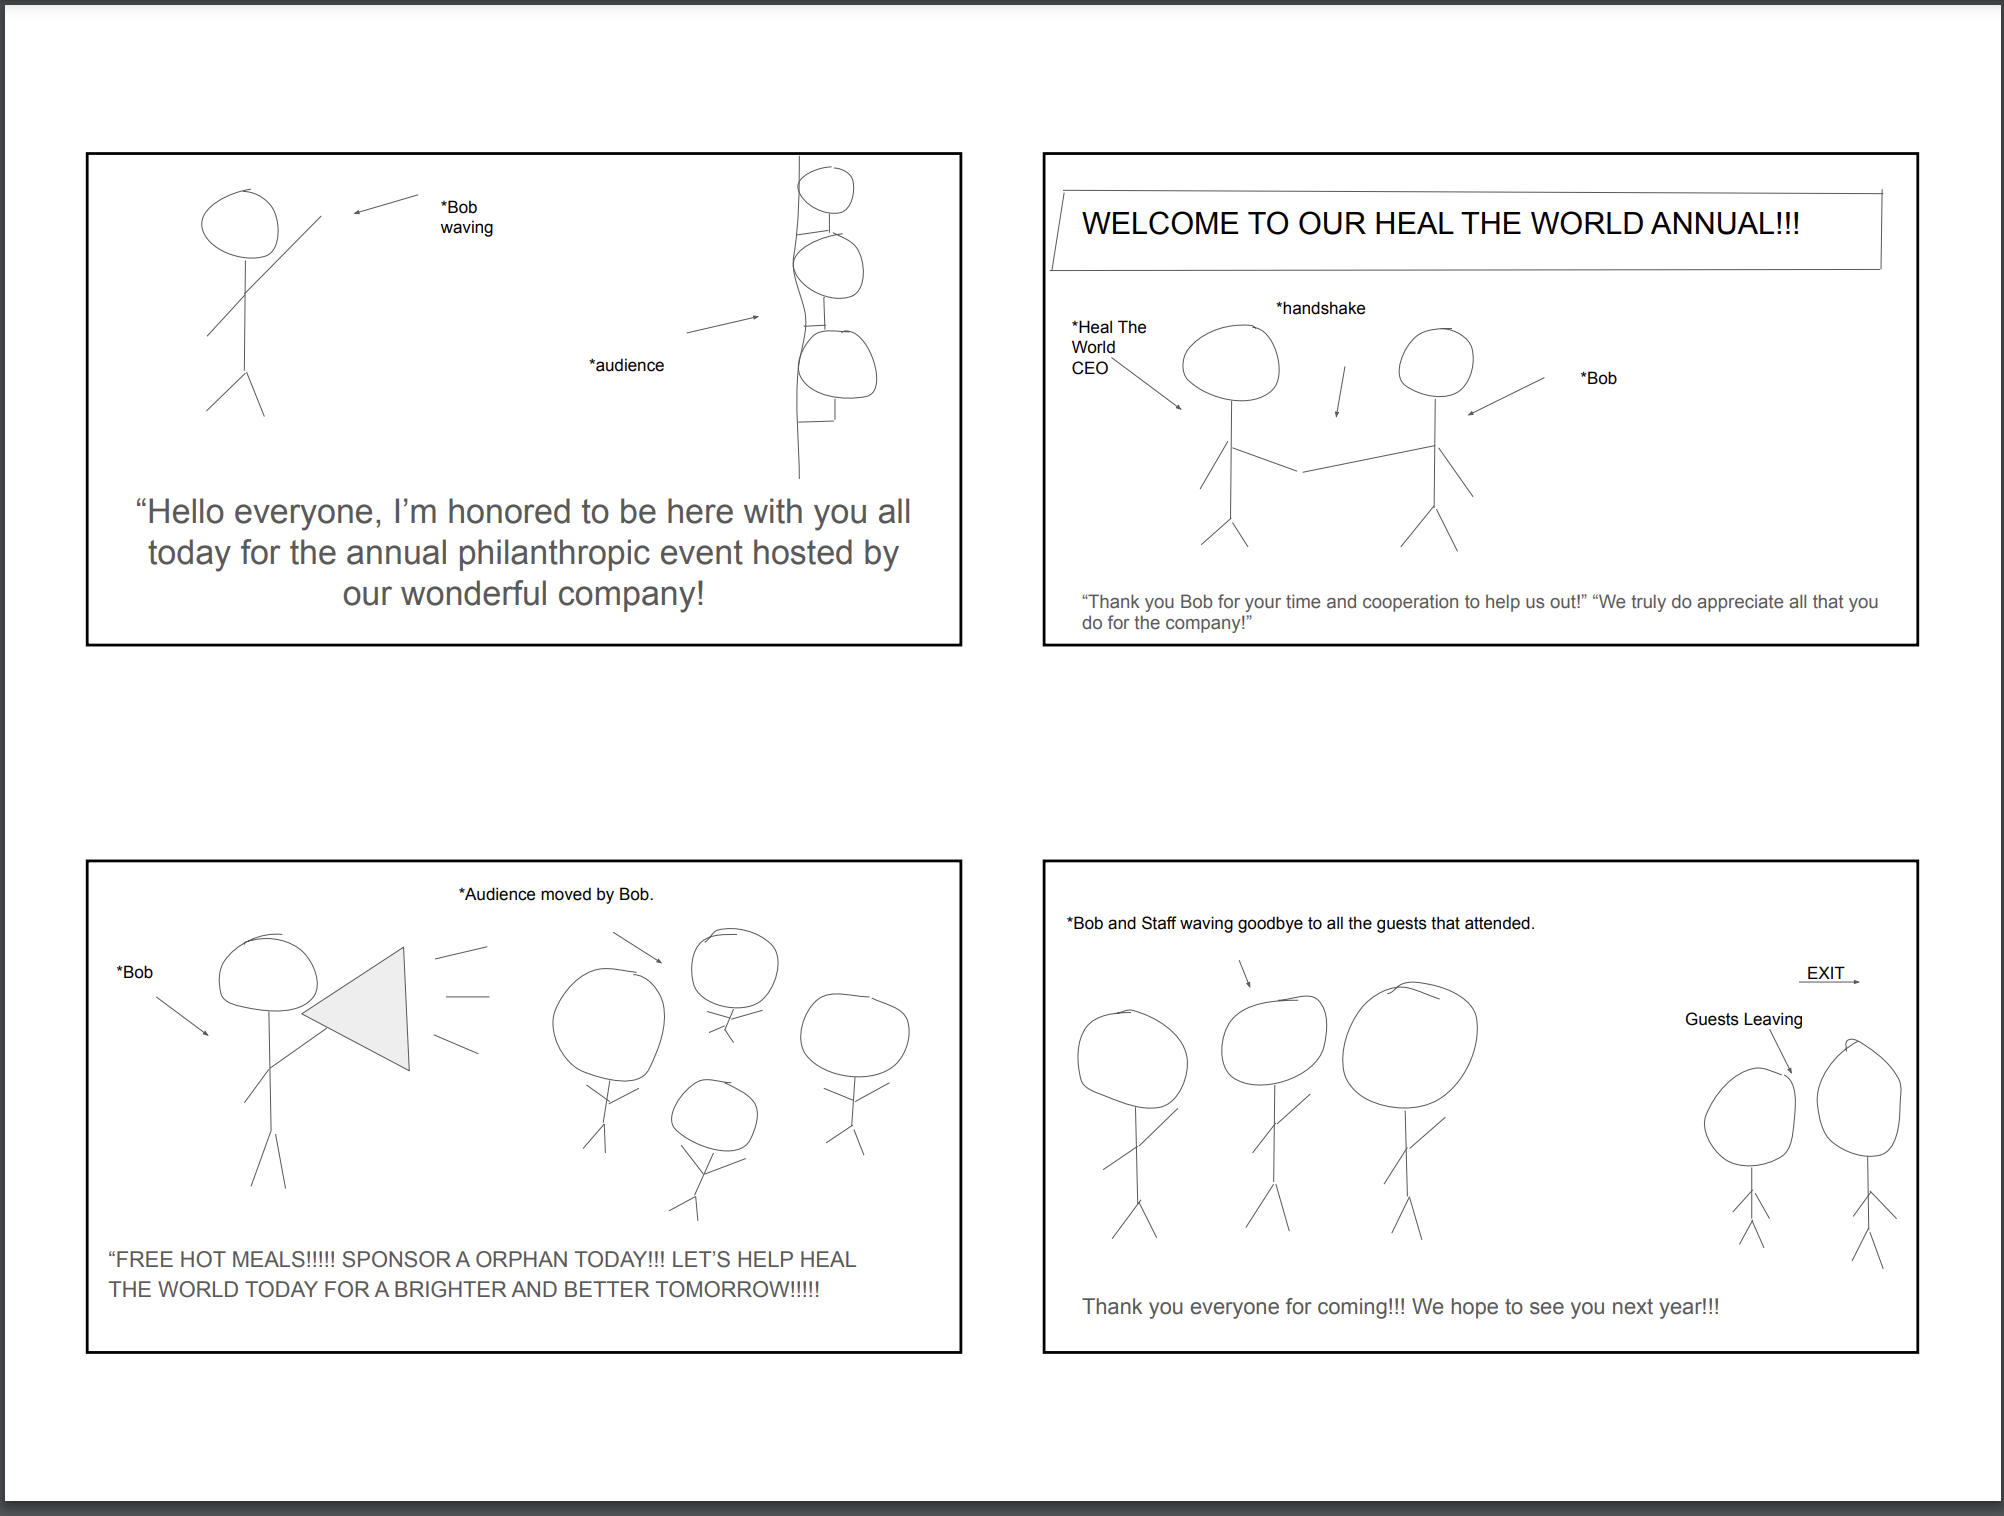 *Bob
waving
*audience
“Hello everyone, I’m honored to be here with you all
today for the annual philanthropic event hosted by
our wonderful company!
WELCOME TO OUR HEAL THE WORLD ANNUAL!!!
*handshake
*Heal The
World
CEO
*Bob
“Thank you Bob for your time and cooperation to help us out!” “We truly do appreciate all that you
do for the company!”
*Audience moved by Bob.
*Bob
“FREE HOT MEALS!!!!! SPONSOR A ORPHAN TODAY!!! LET’S HELP HEAL
THE WORLD TODAY FOR A BRIGHTER AND BETTER TOMORROW!!!!!
*Bob and Staff waving goodbye to all the guests that attended.
EXIT
Guests Leaving
Thank you everyone for coming!!! We hope to see you next year!!!